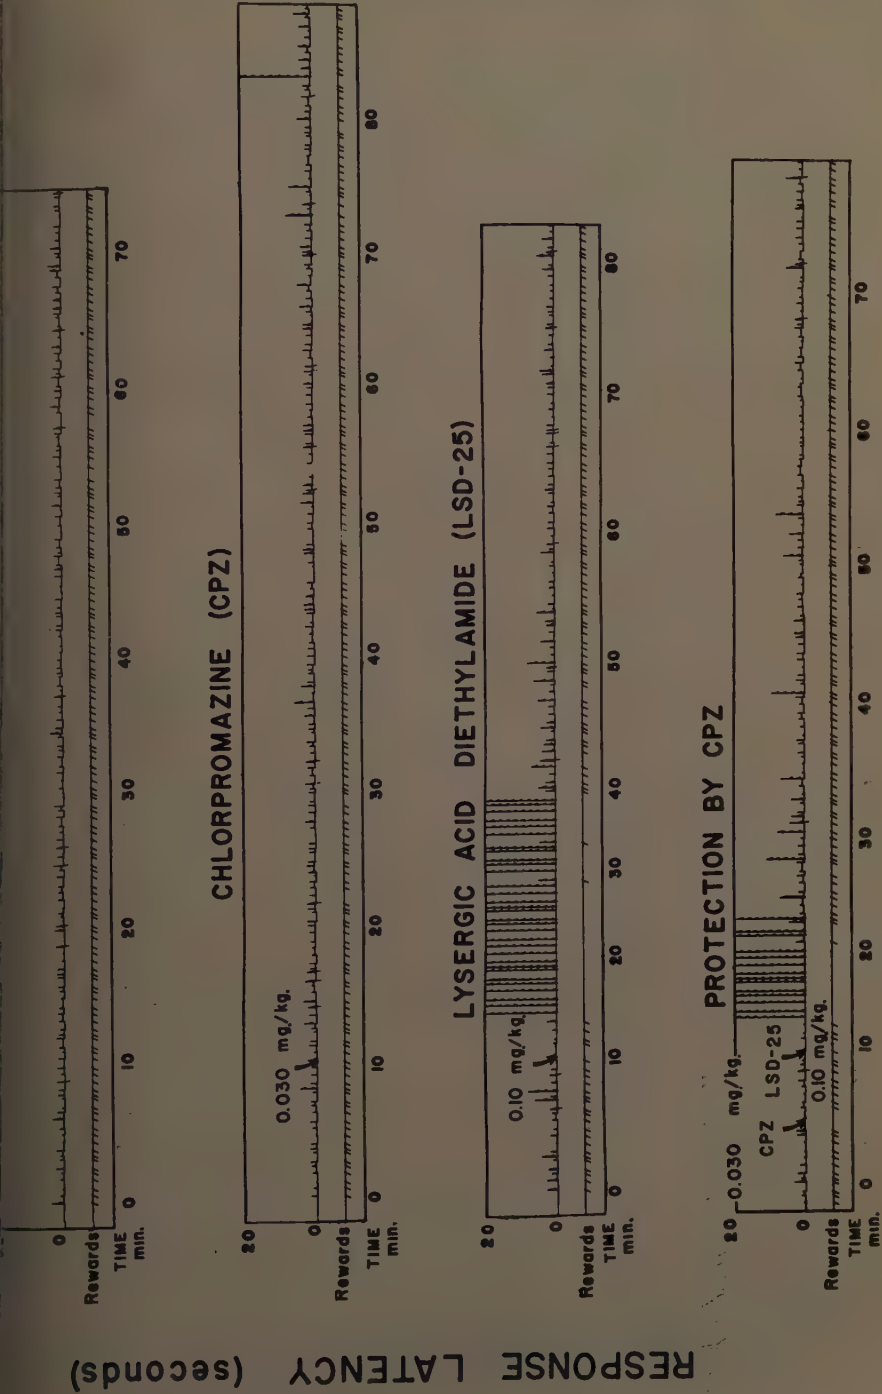 RESPONSE LATENCY (seconds)
0
Rewards
TIME
min.
0 10 20 30 40 50 60 70
CHLORPROMAZINE (CPZ)
20
0.030 mg/kg.
0
Rewards
TIME
min.
0 10 20 30 40 50 60 70 80
LYSERGIC ACID DIETHYLAMIDE (LSD-25)
20
0.10 mg/kg.
0
Rewards
TIME
min.
0 10 20 30 40 50 60 70 80
PROTECTION BY CPZ
20
0.030 mg/kg.
CPZ LSD-25
0
0.10 mg/kg.
Rewards
TIME
min.
0 10 20 30 40 50 60 70